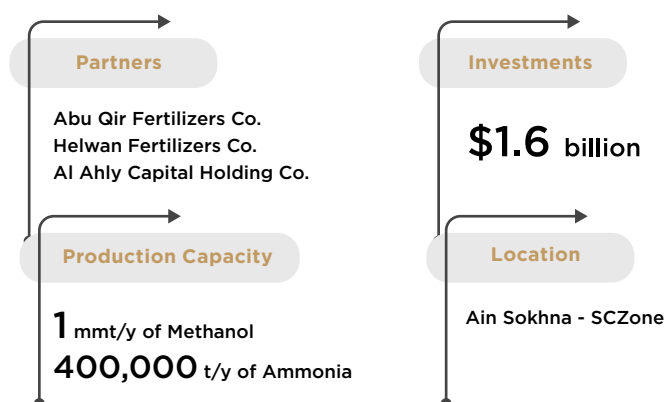 Partners
Abu Qir Fertilizers Co.
Helwan Fertilizers Co.
Al Ahly Capital Holding Co.
Investments
$1.6 billion
Production Capacity
1 mmt/y of Methanol
400,000 t/y of Ammonia
Location
Ain Sokhna - SCZone